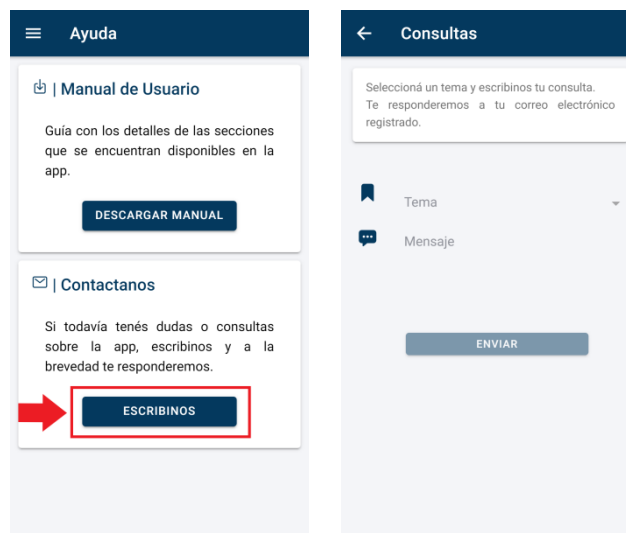 Ayuda
| Manual de Usuario
Guía con los detalles de las secciones
que se encuentran disponibles en la
app.
DESCARGAR MANUAL
| Contactanos
Si todavía tenés dudas o consultas
sobre la app, escribinos y a la
brevedad te responderemos.
ESCRIBINOS
Consultas
Seleccioná un tema y escribinos tu consulta.
Te responderemos a tu correo electrónico
registrado.
Tema
Mensaje
ENVIAR